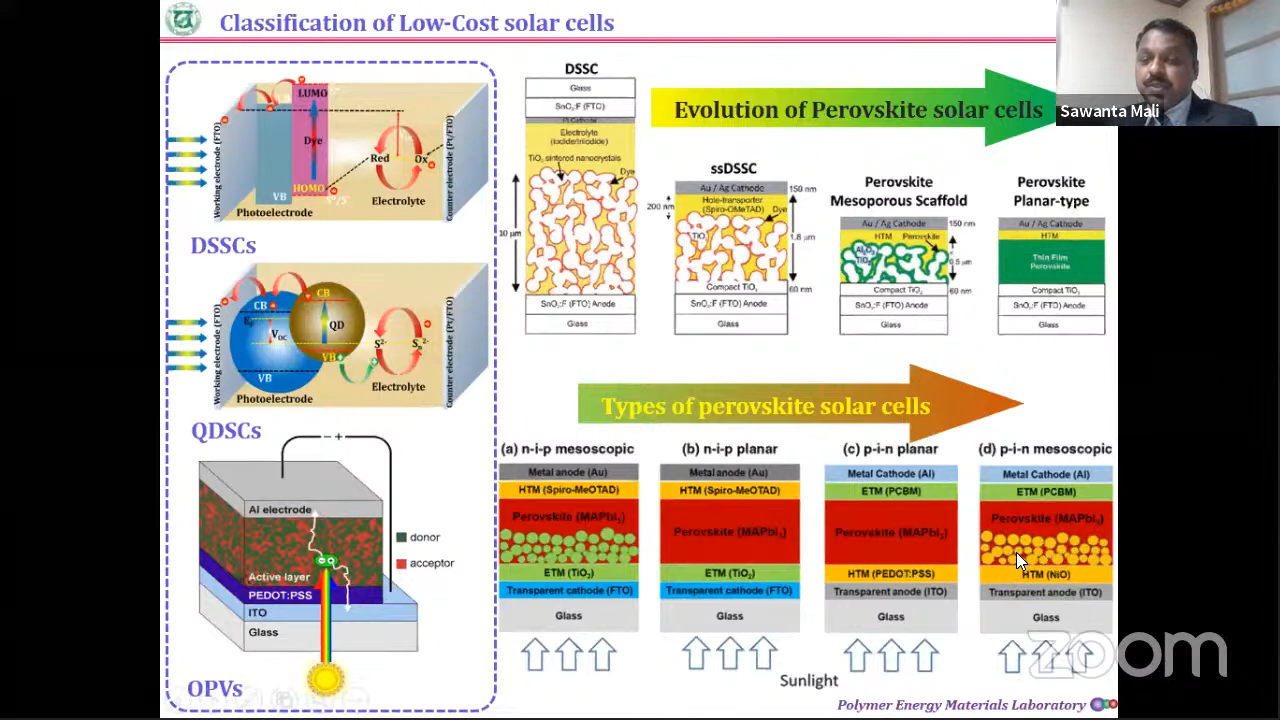 Classification of Low-Cost solar cells
Sawanta Mali
LUMO
Dye
HOMO
VB
Red
Ox
Working electrode (FTO)
Counter electrode (Pt/FTO)
Photoelectrode
Electrolyte
DSSCs
CB
CB
QD
VOC
VB
VB
S2-
Sn2-
Working electrode (FTO)
Counter electrode (Pt/FTO)
Photoelectrode
Electrolyte
QDSCs
− +
Al electrode
Active layer
PEDOT:PSS
ITO
Glass
donor
acceptor
OPVs
Evolution of Perovskite solar cells
DSSC
Glass
SnO2:F (FTO)
Electrolyte
(iodide/iriodide)
TiO2 sintered nanocrystals
Dye
10 µm
SnO2:F (FTO) Anode
Glass
ssDSSC
Au / Ag Cathode
150 nm
200 nm
Hole-transporter
(Spiro-OMeTAD)
Dye
TiO2
1.8 µm
Compact TiO2
60 nm
SnO2:F (FTO) Anode
Glass
Perovskite
Mesoporous Scaffold
Au / Ag Cathode
150 nm
HTM
Perovskite
Al2O3
TiO2
0.5 µm
Compact TiO2
60 nm
SnO2:F (FTO) Anode
Glass
Perovskite
Planar-type
Au / Ag Cathode
HTM
Thin Film
Perovskite
Compact TiO2
SnO2:F (FTO) Anode
Glass
Types of perovskite solar cells
(a) n-i-p mesoscopic
Metal anode (Au)
HTM (Spiro-MeOTAD)
Perovskite (MAPbI3)
ETM (TiO2)
Transparent cathode (FTO)
Glass
(b) n-i-p planar
Metal anode (Au)
HTM (Spiro-MeOTAD)
Perovskite (MAPbI3)
ETM (TiO2)
Transparent cathode (FTO)
Glass
(c) p-i-n planar
Metal Cathode (Al)
ETM (PCBM)
Perovskite (MAPbI3)
HTM (PEDOT:PSS)
Transparent anode (ITO)
Glass
(d) p-i-n mesoscopic
Metal Cathode (Al)
ETM (PCBM)
Perovskite (MAPbI3)
HTM (NiO)
Transparent anode (ITO)
Glass
Sunlight
zoom
Polymer Energy Materials Laboratory